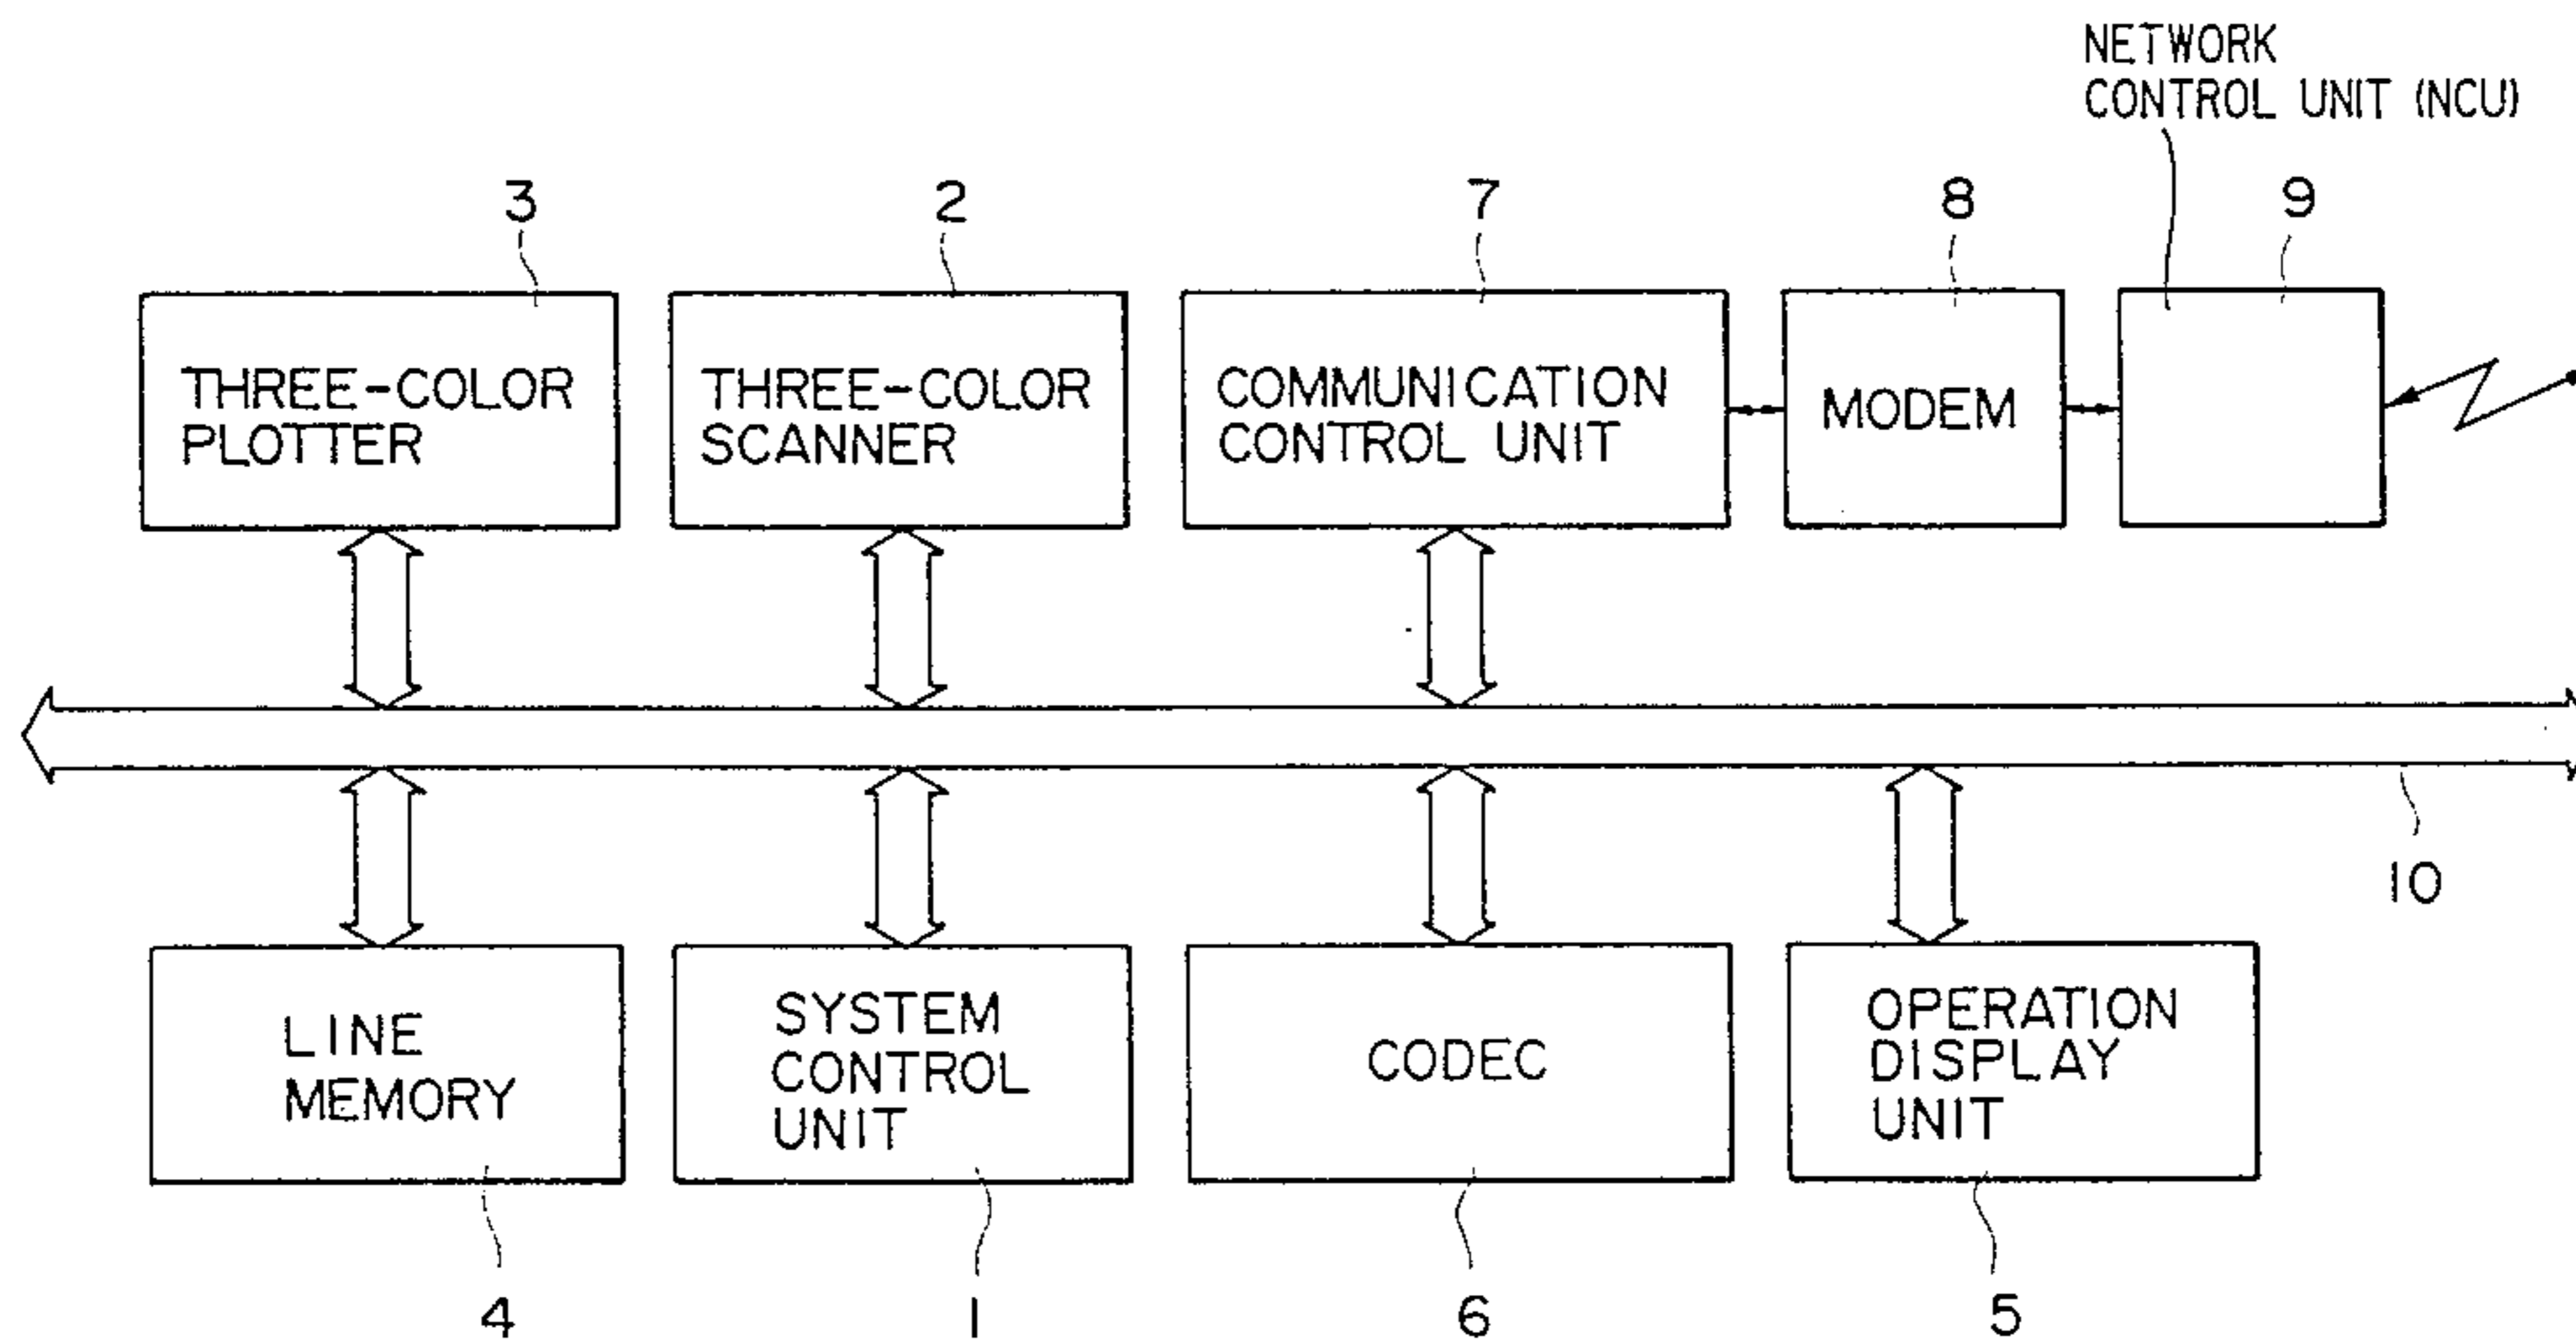 NETWORK
CONTROL UNIT (NCU)
3
2
7
8
9
THREE-COLOR
PLOTTER
THREE-COLOR
SCANNER
COMMUNICATION
CONTROL UNIT
MODEM
10
LINE
MEMORY
SYSTEM
CONTROL
UNIT
CODEC
OPERATION
DISPLAY
UNIT
4
1
6
5